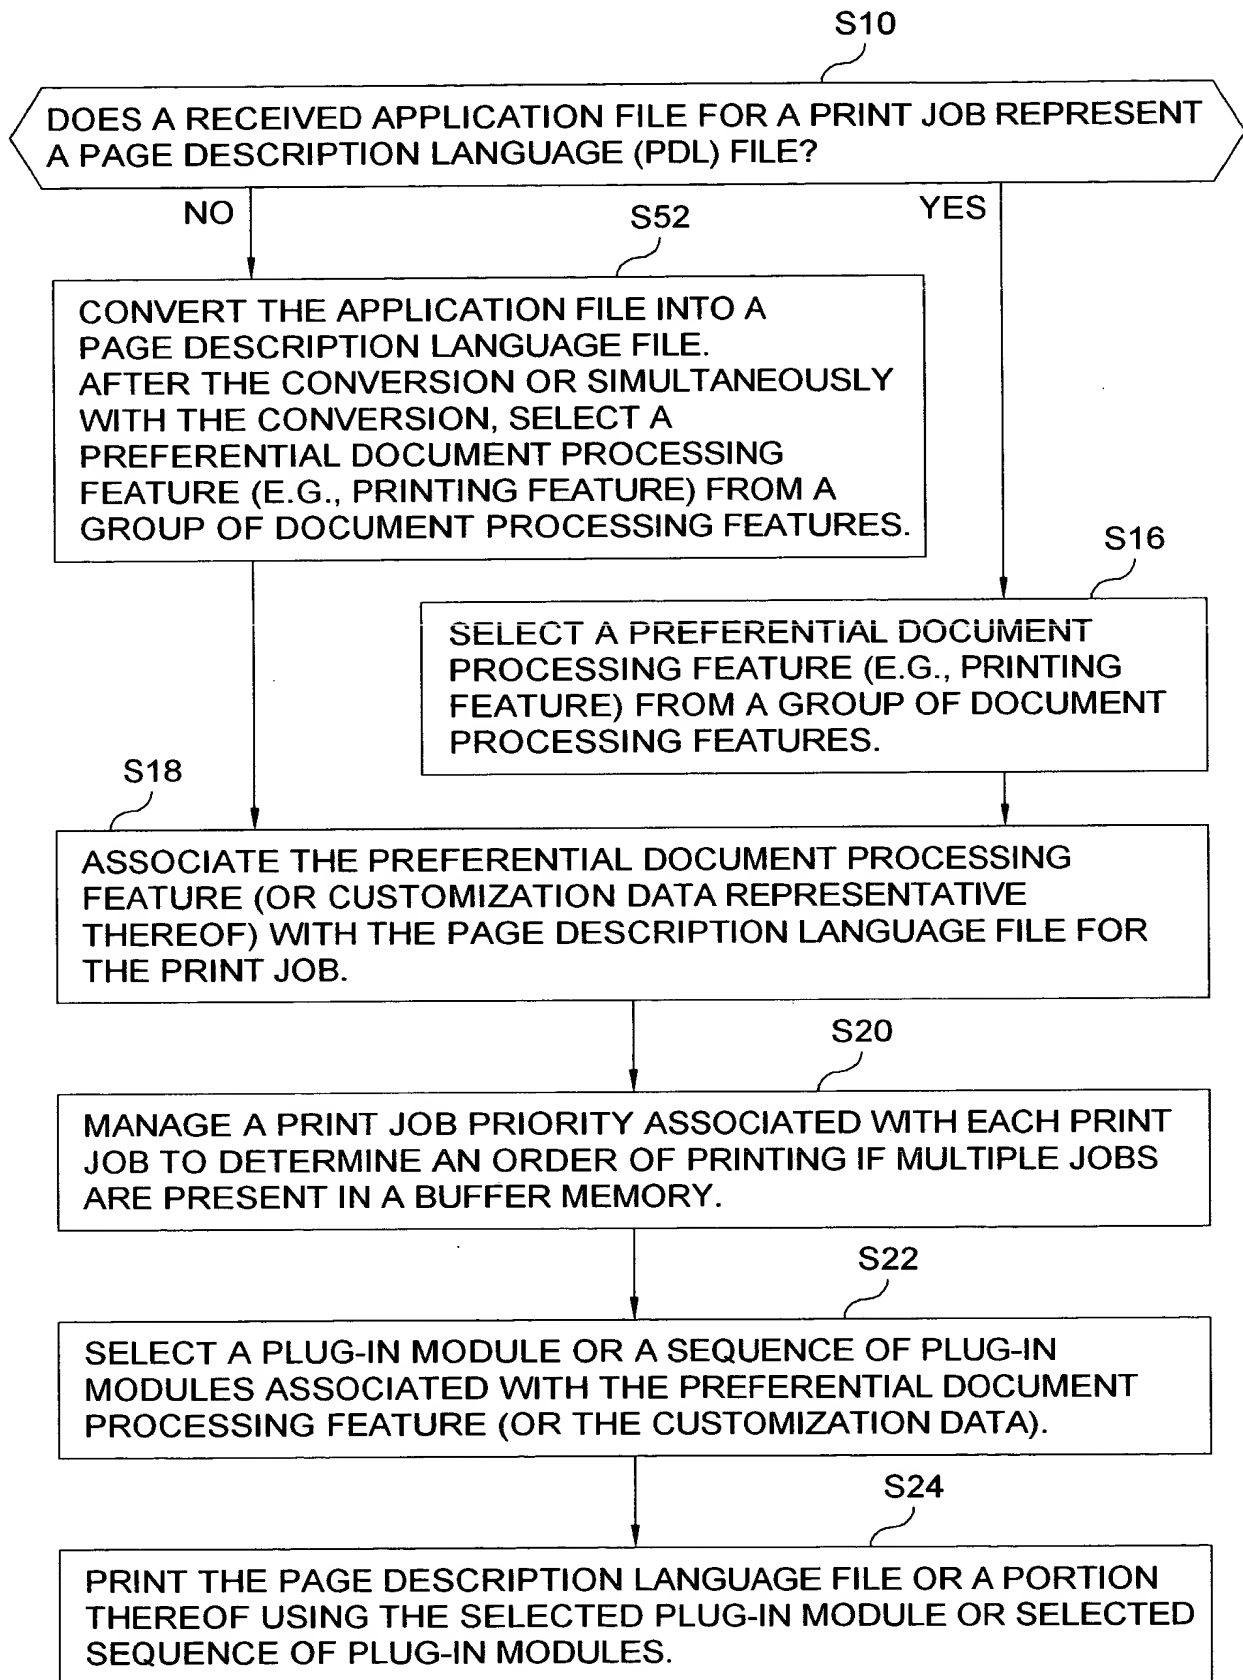 S10
DOES A RECEIVED APPLICATION FILE FOR A PRINT JOB REPRESENT
A PAGE DESCRIPTION LANGUAGE (PDL) FILE?
NO
YES
S52
CONVERT THE APPLICATION FILE INTO A
PAGE DESCRIPTION LANGUAGE FILE.
AFTER THE CONVERSION OR SIMULTANEOUSLY
WITH THE CONVERSION, SELECT A
PREFERENTIAL DOCUMENT PROCESSING
FEATURE (E.G., PRINTING FEATURE) FROM A
GROUP OF DOCUMENT PROCESSING FEATURES.
S16
SELECT A PREFERENTIAL DOCUMENT
PROCESSING FEATURE (E.G., PRINTING
FEATURE) FROM A GROUP OF DOCUMENT
PROCESSING FEATURES.
S18
ASSOCIATE THE PREFERENTIAL DOCUMENT PROCESSING
FEATURE (OR CUSTOMIZATION DATA REPRESENTATIVE
THEREOF) WITH THE PAGE DESCRIPTION LANGUAGE FILE FOR
THE PRINT JOB.
S20
MANAGE A PRINT JOB PRIORITY ASSOCIATED WITH EACH PRINT
JOB TO DETERMINE AN ORDER OF PRINTING IF MULTIPLE JOBS
ARE PRESENT IN A BUFFER MEMORY.
S22
SELECT A PLUG-IN MODULE OR A SEQUENCE OF PLUG-IN
MODULES ASSOCIATED WITH THE PREFERENTIAL DOCUMENT
PROCESSING FEATURE (OR THE CUSTOMIZATION DATA).
S24
PRINT THE PAGE DESCRIPTION LANGUAGE FILE OR A PORTION
THEREOF USING THE SELECTED PLUG-IN MODULE OR SELECTED
SEQUENCE OF PLUG-IN MODULES.